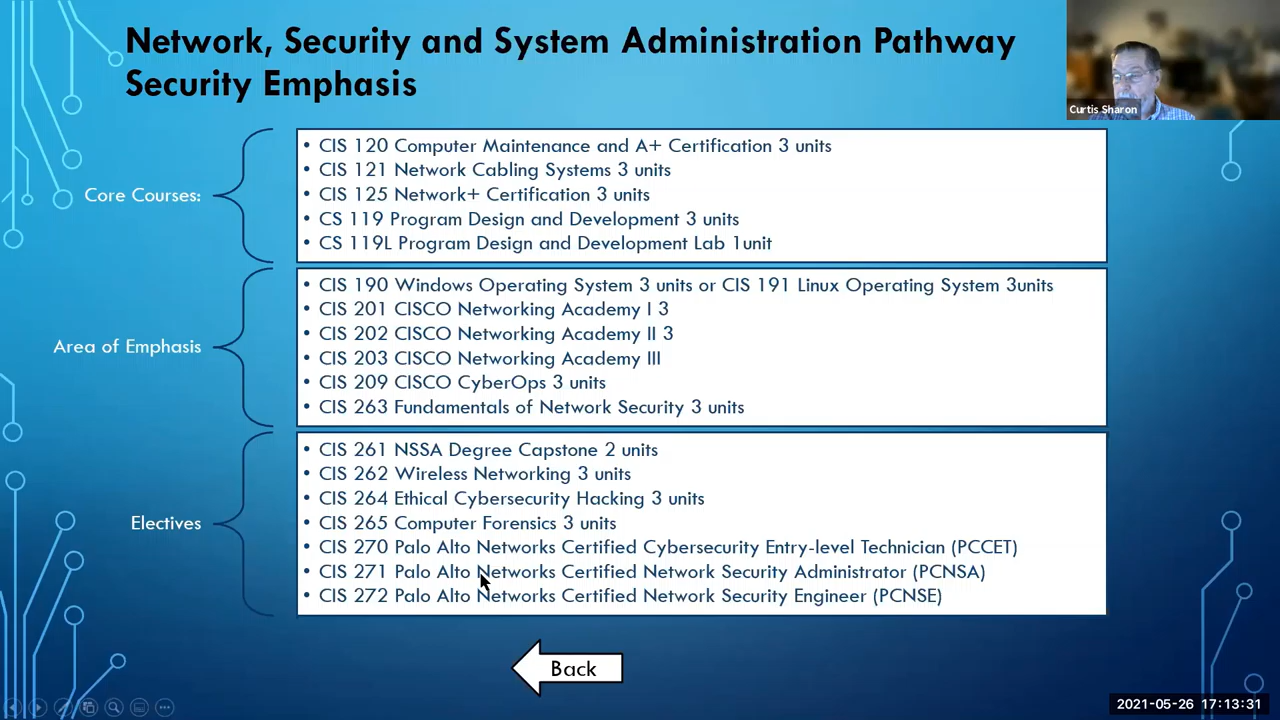 Network, Security and System Administration Pathway
Security Emphasis
Curtis Sharon
Core Courses:
• CIS 120 Computer Maintenance and A+ Certification 3 units
• CIS 121 Network Cabling Systems 3 units
• CIS 125 Network+ Certification 3 units
• CS 119 Program Design and Development 3 units
• CS 119L Program Design and Development Lab 1unit
Area of Emphasis
• CIS 190 Windows Operating System 3 units or CIS 191 Linux Operating System 3units
• CIS 201 CISCO Networking Academy I 3
• CIS 202 CISCO Networking Academy II 3
• CIS 203 CISCO Networking Academy III
• CIS 209 CISCO CyberOps 3 units
• CIS 263 Fundamentals of Network Security 3 units
Electives
• CIS 261 NSSA Degree Capstone 2 units
• CIS 262 Wireless Networking 3 units
• CIS 264 Ethical Cybersecurity Hacking 3 units
• CIS 265 Computer Forensics 3 units
• CIS 270 Palo Alto Networks Certified Cybersecurity Entry-level Technician (PCCET)
• CIS 271 Palo Alto Networks Certified Network Security Administrator (PCNSA)
• CIS 272 Palo Alto Networks Certified Network Security Engineer (PCNSE)
Back
2021-05-26 17:13:31